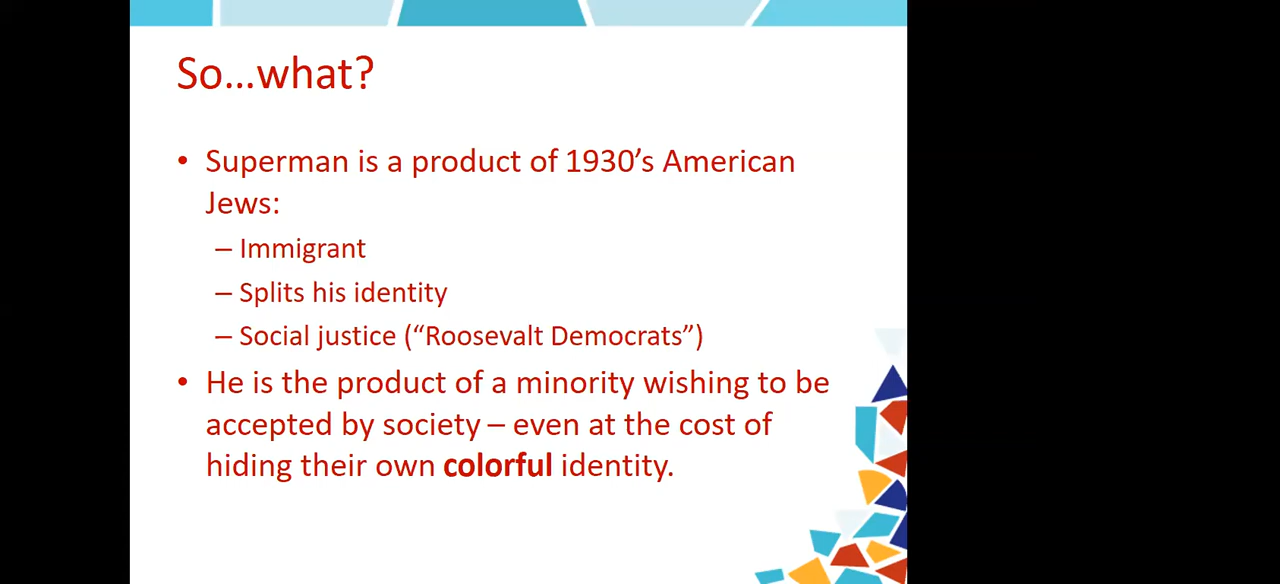 So...what?
• Superman is a product of 1930’s American
Jews:
– Immigrant
– Splits his identity
– Social justice (“Roosevalt Democrats”)
• He is the product of a minority wishing to be
accepted by society – even at the cost of
hiding their own colorful identity.